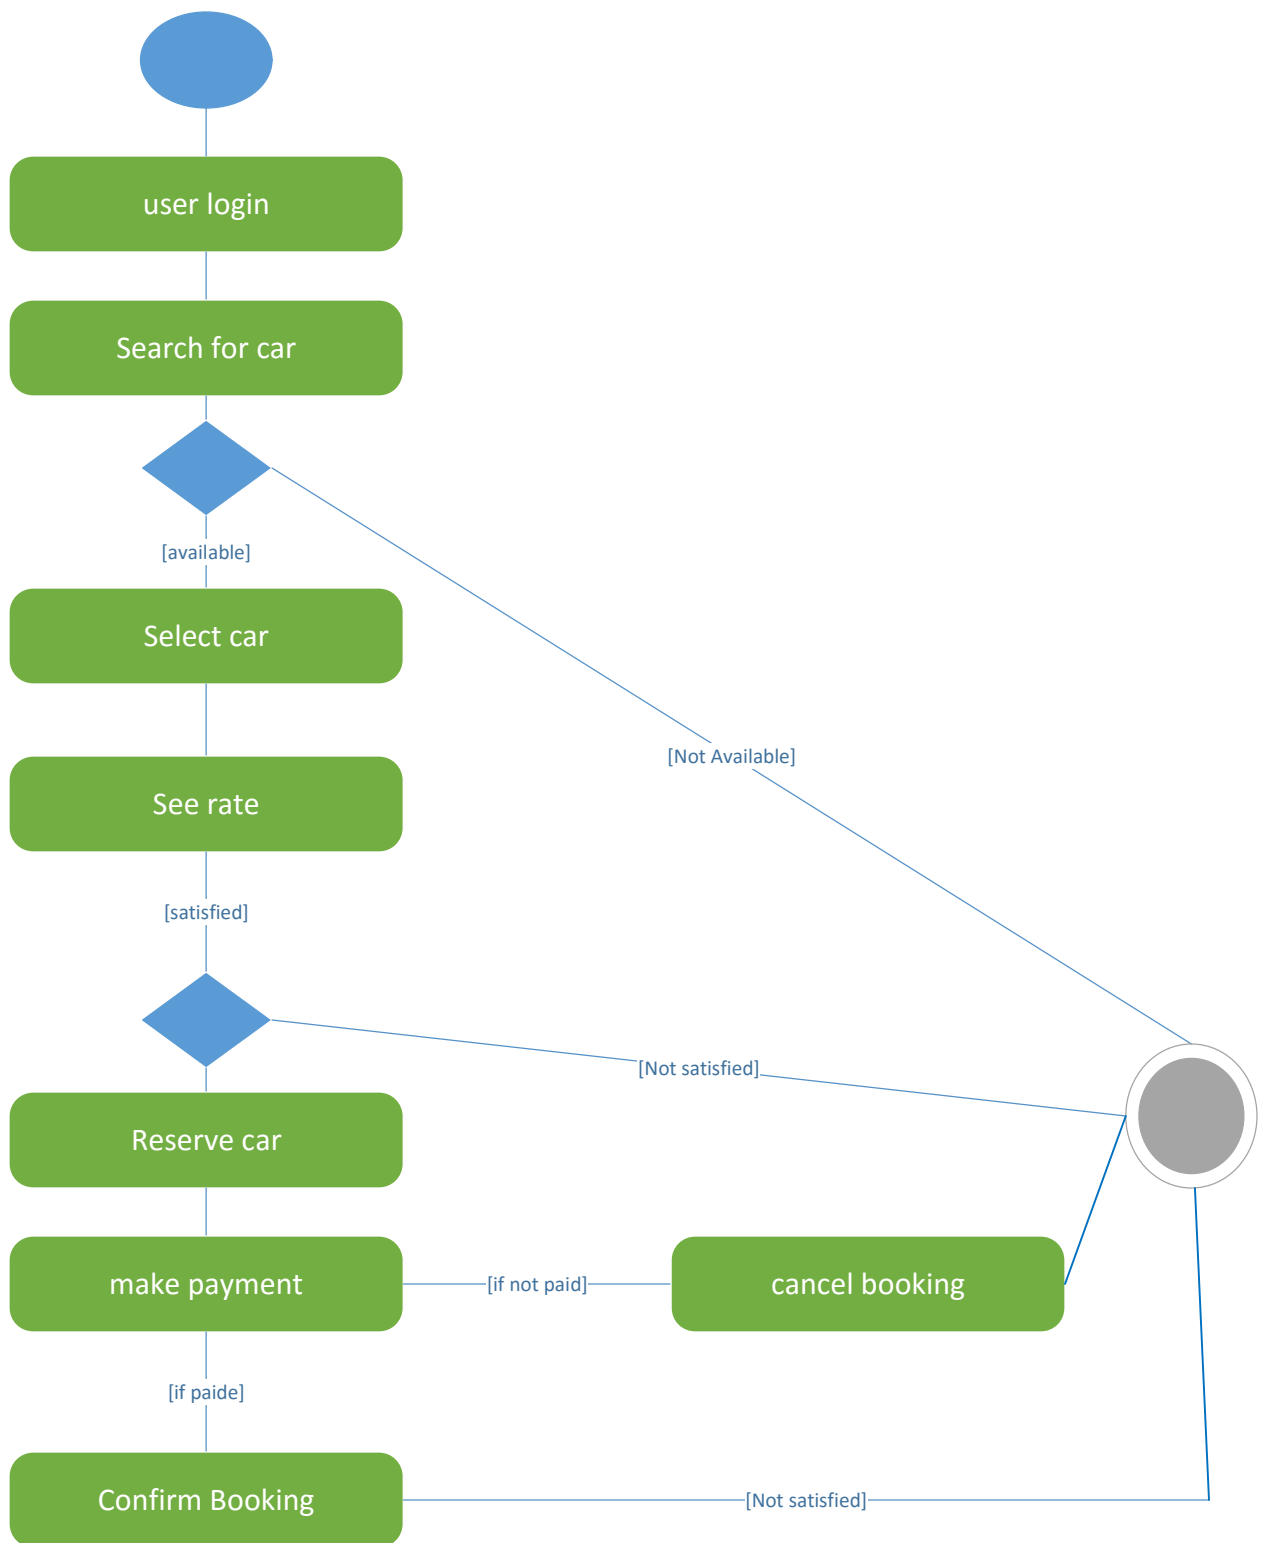 user login
Search for car
[available]
Select car
[Not Available]
See rate
[satisfied]
[Not satisfied]
Reserve car
make payment
[if not paid]
cancel booking
[if paide]
Confirm Booking
[Not satisfied]